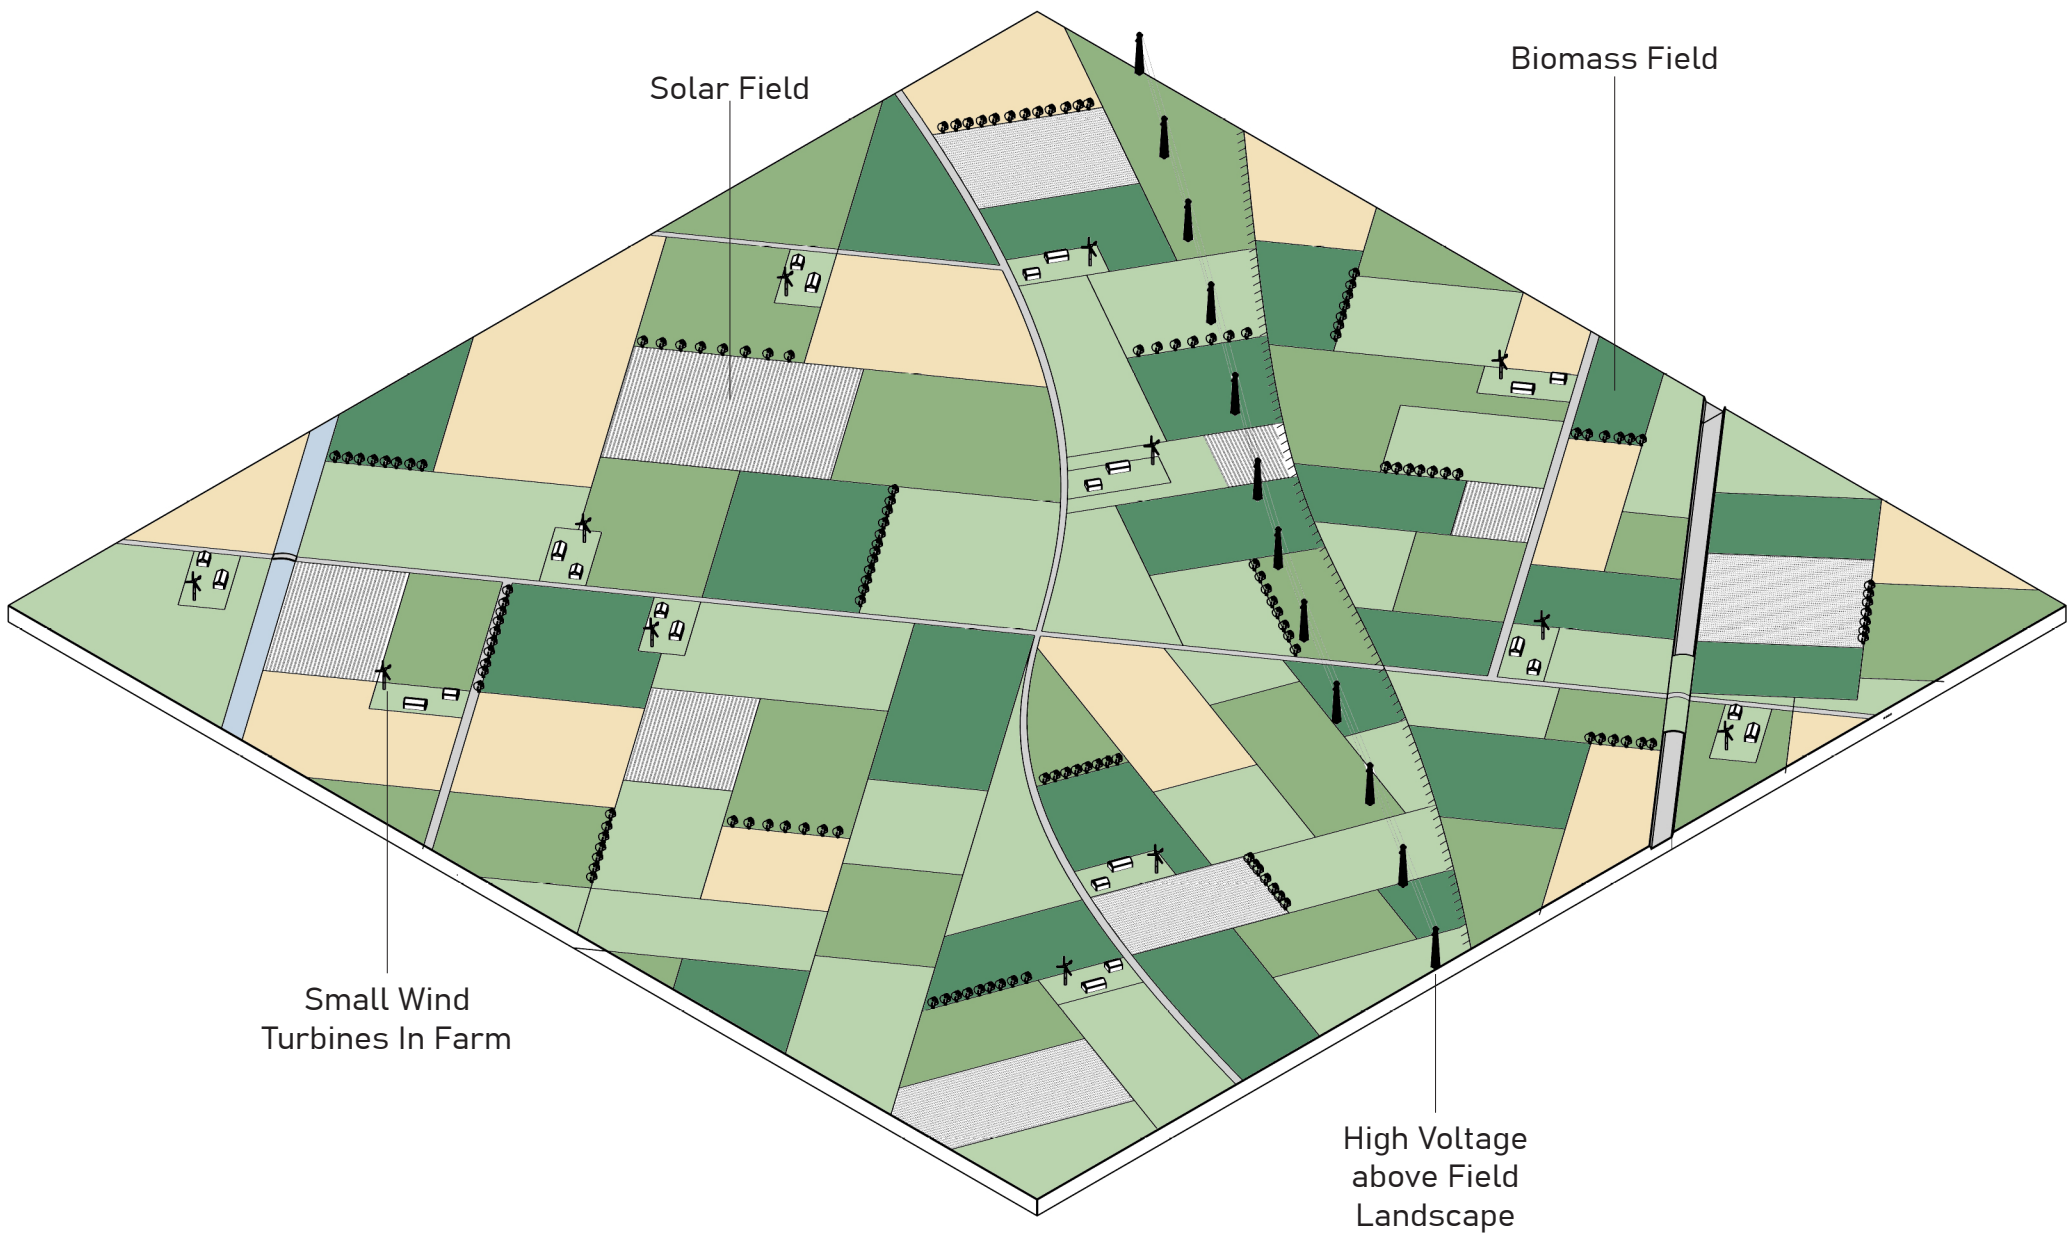 Biomass Field
Solar Field
Small Wind
Turbines In Farm
High Voltage
above Field
Landscape